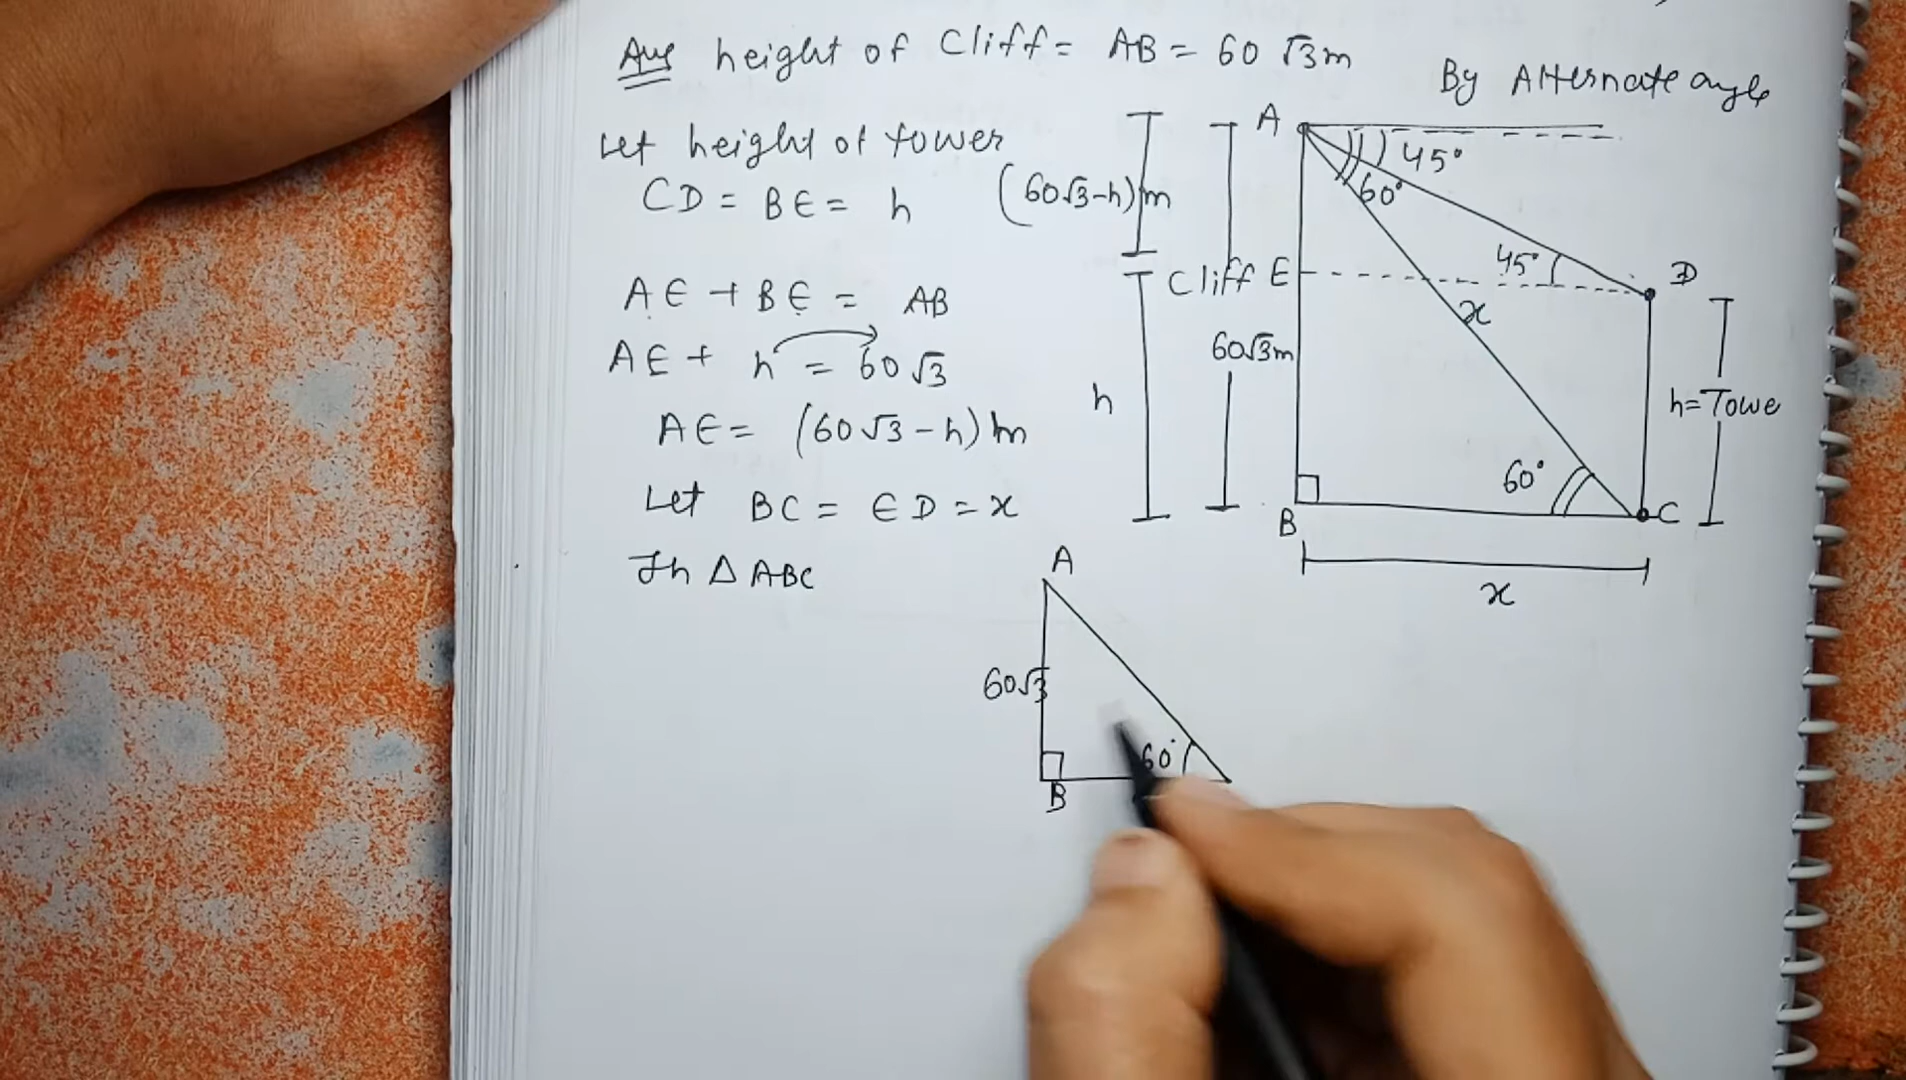 Ans height of Cliff = AB = 60 √3m
By Alternate angle
Let height of tower
CD = BE = h
(60√3-h)m
AE + BE = AB
AE + h = 60 √3
AE = (60√3 - h) m
Let BC = ED = x
In △ ABC
A
45°
60°
Cliff E
45°
D
x
60√3m
h
h=Towe
60°
B
C
x
A
60√3
60°
B